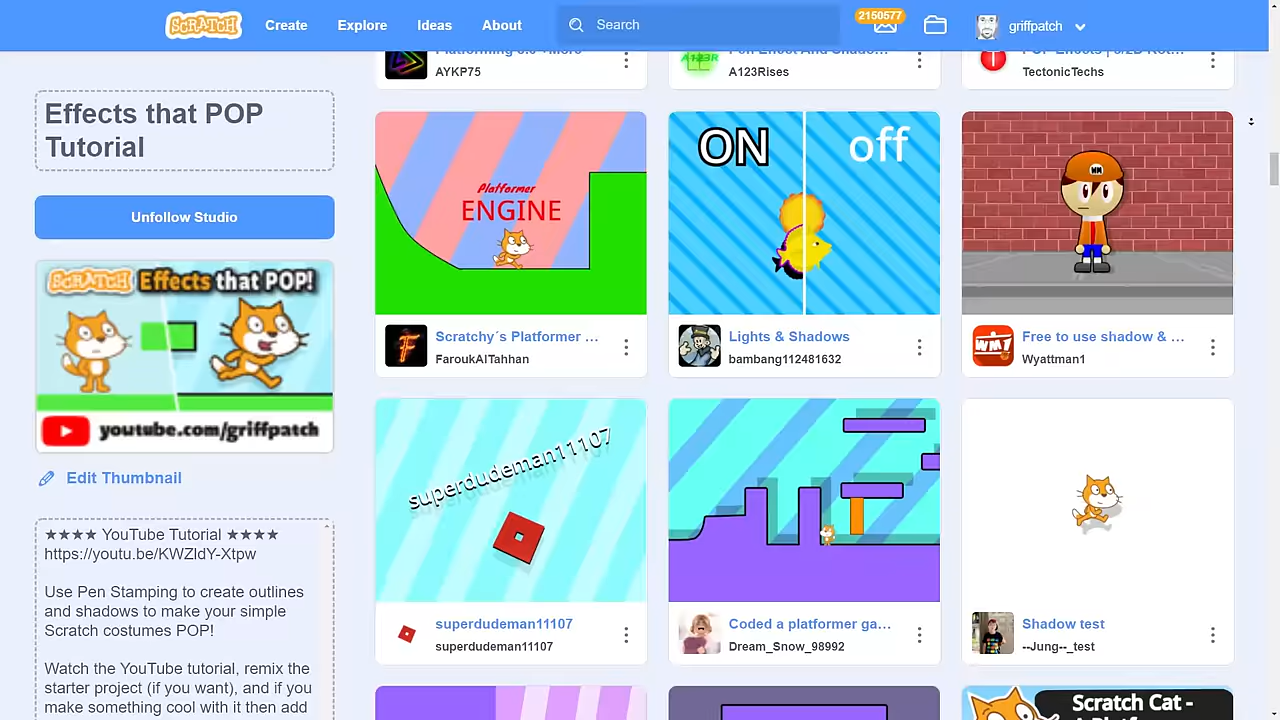 SCRATCH
Create
Explore
Ideas
About
Search
2150577
griffpatch
Effects that POP
Tutorial
Unfollow Studio
SCRATCH Effects that POP!
youtube.com/griffpatch
Edit Thumbnail
★★★★ YouTube Tutorial ★★★★
https://youtu.be/KWZldY-Xtpw
Use Pen Stamping to create outlines
and shadows to make your simple
Scratch costumes POP!
Watch the YouTube tutorial, remix the
starter project (if you want), and if you
make something cool with it then add
AYKP75
A123R
A123Rises
TectonicTechs
Platformer
ENGINE
Scratchy´s Platformer ...
FaroukAlTahhan
ON
off
Lights & Shadows
bambang112481632
WM
WM1
Free to use shadow & ...
Wyattman1
superdudeman11107
superdudeman11107
superdudeman11107
Coded a platformer ga...
Dream_Snow_98992
Shadow test
--Jung--_test
Scratch Cat -